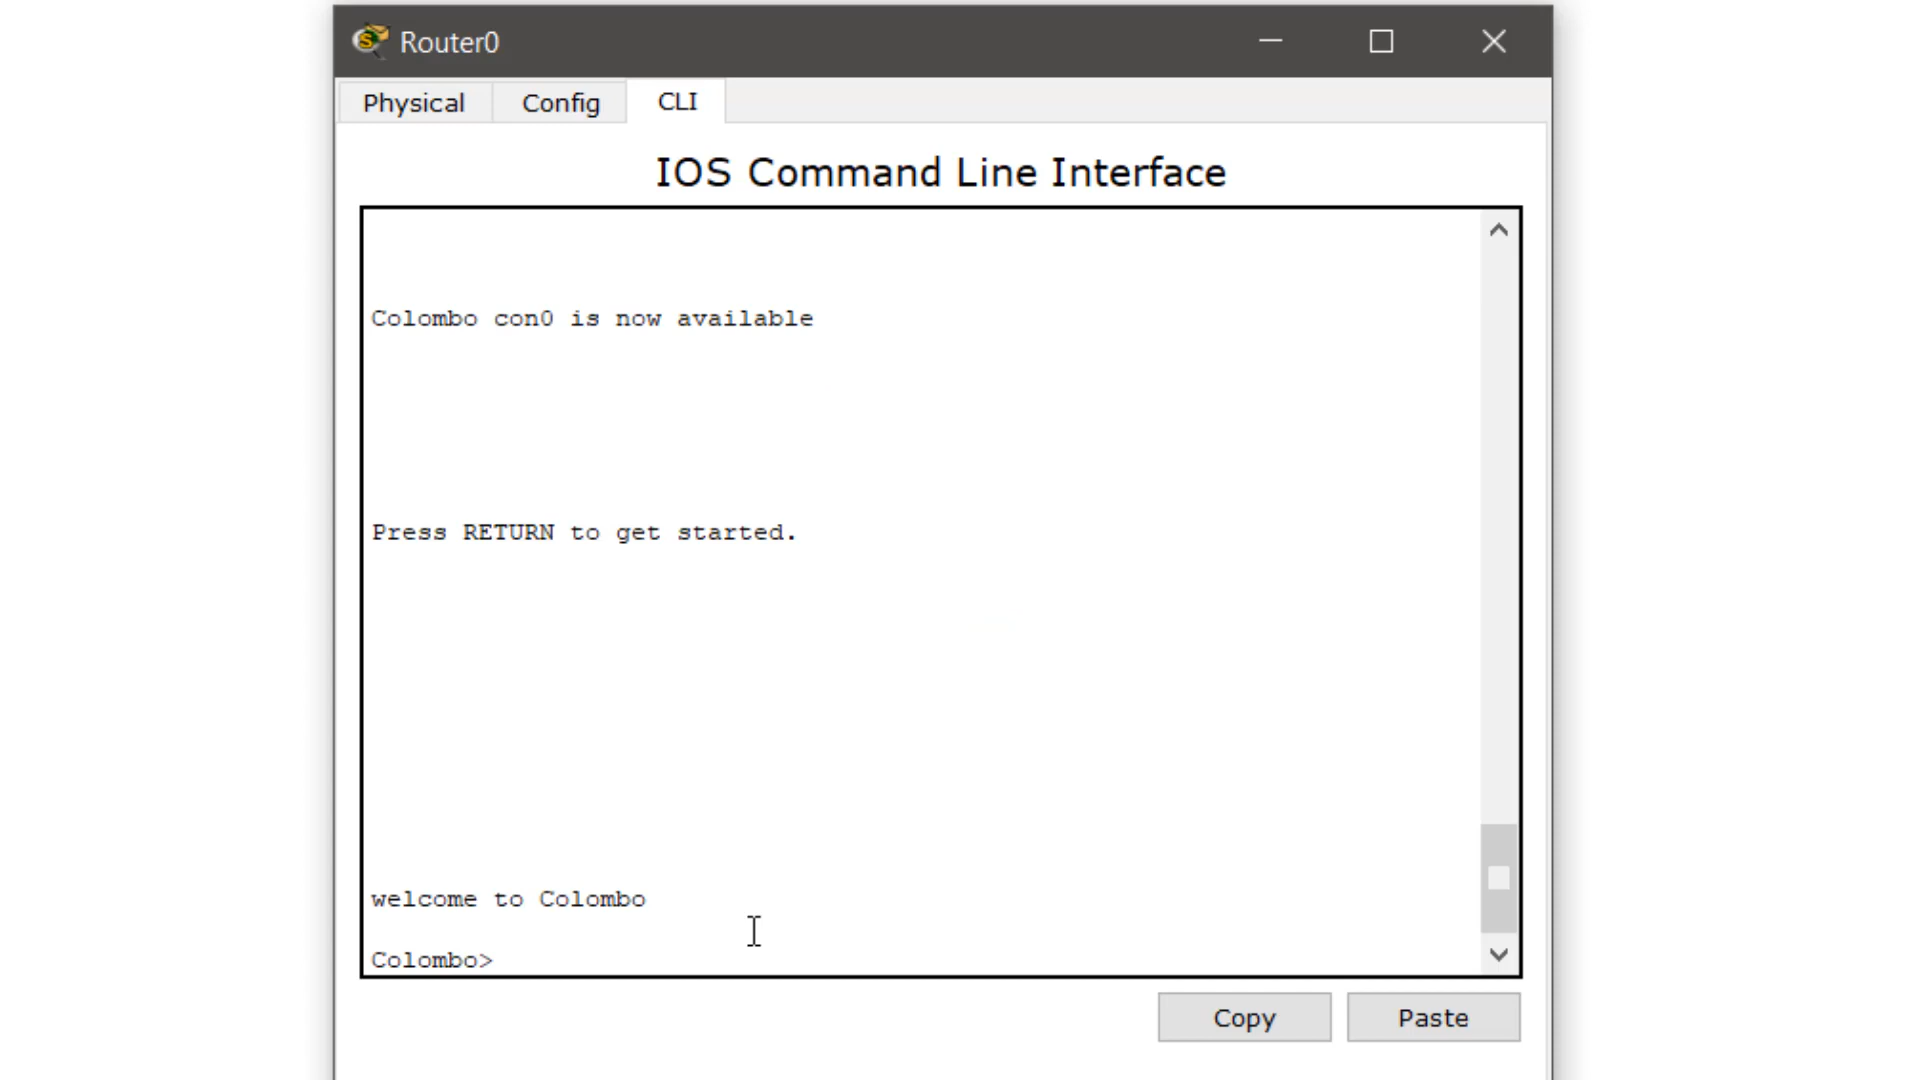 Router0
Physical Config CLI
IOS Command Line Interface
Colombo con0 is now available
Press RETURN to get started.
welcome to Colombo
Colombo>
Copy Paste